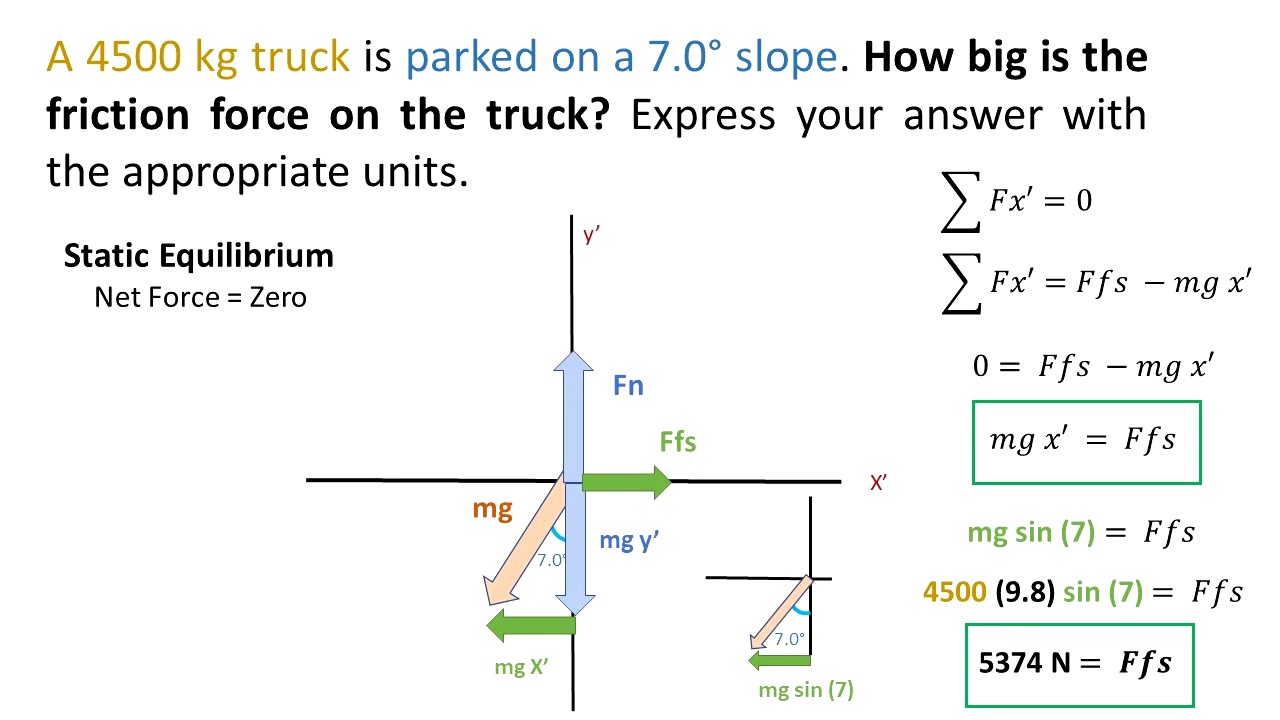 A 4500 kg truck is parked on a 7.0° slope. How big is the
friction force on the truck? Express your answer with
the appropriate units.
Static Equilibrium
Net Force = Zero
y’
Fn
Ffs
X’
mg
7.0°
mg y’
mg X’
7.0°
mg sin (7)
∑ Fx′ = 0
∑ Fx′ = Ffs − mg x′
0 = Ffs − mg x′
mg x′ = Ffs
mg sin (7) = Ffs
4500 (9.8) sin (7) = Ffs
5374 N = Ffs